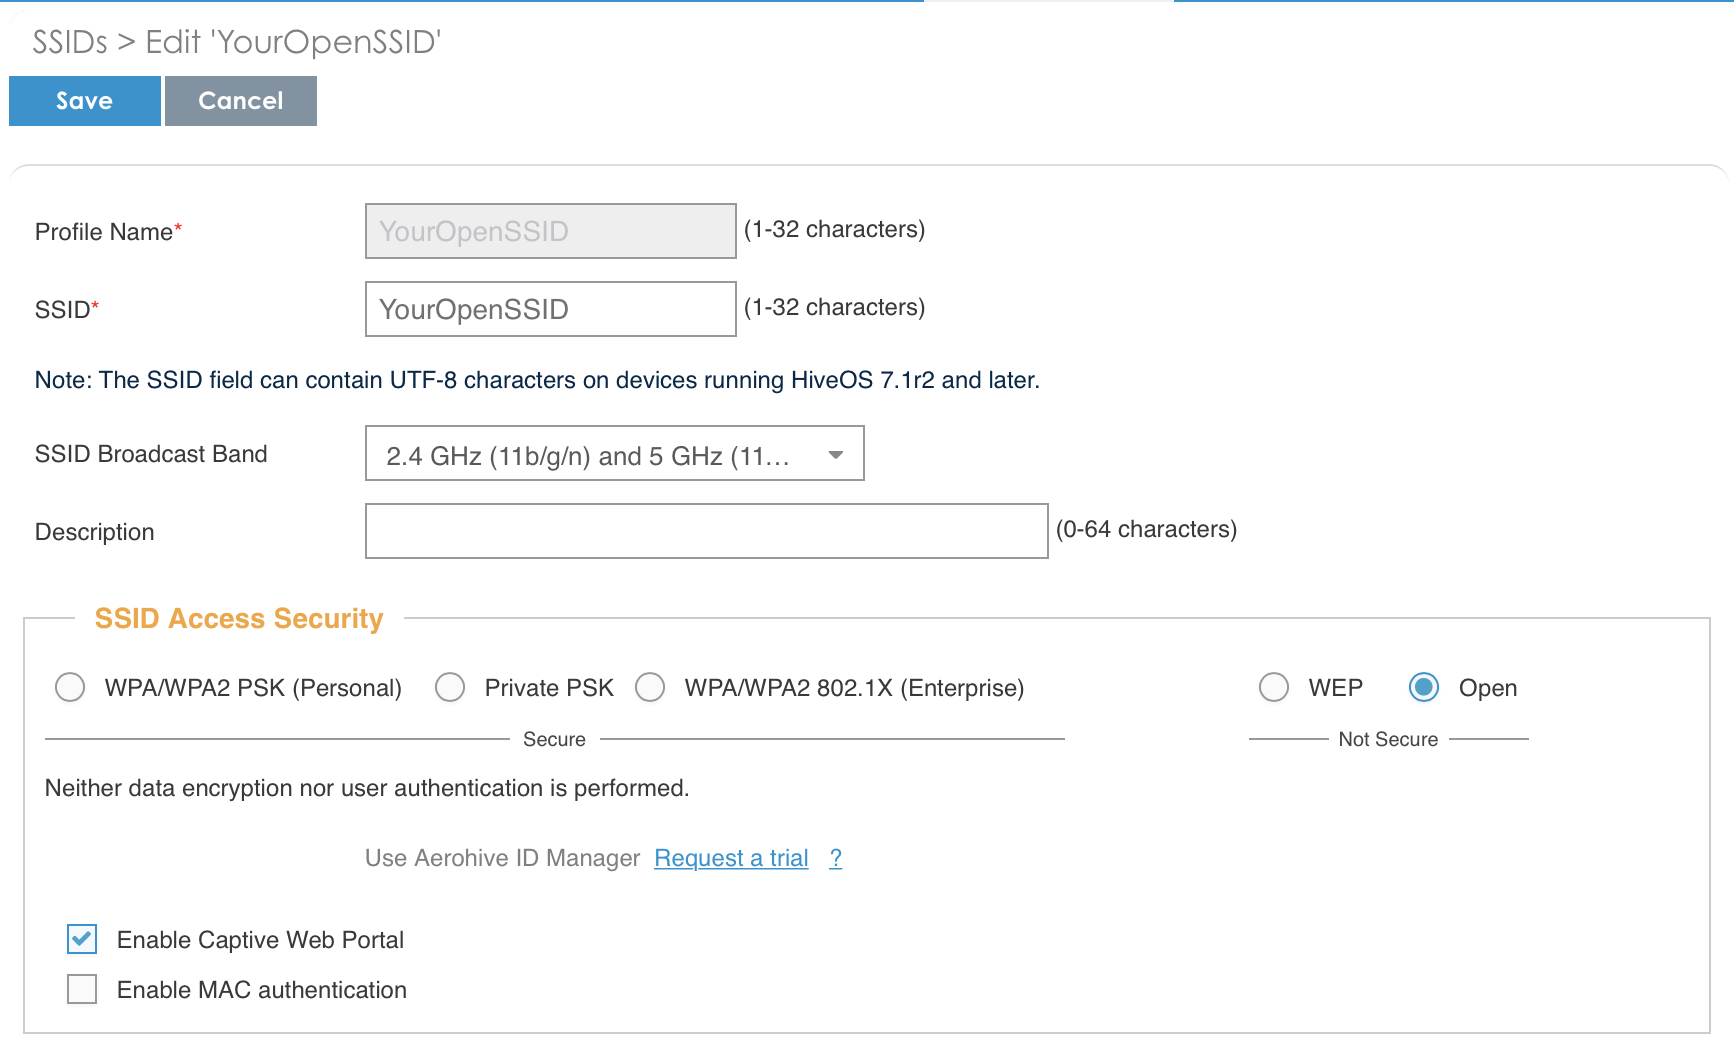 SSIDs > Edit 'YourOpenSSID'
Save Cancel
Profile Name* YourOpenSSID (1-32 characters)
SSID* YourOpenSSID (1-32 characters)
Note: The SSID field can contain UTF-8 characters on devices running HiveOS 7.1r2 and later.
SSID Broadcast Band 2.4 GHz (11b/g/n) and 5 GHz (11...
Description (0-64 characters)
SSID Access Security
WPA/WPA2 PSK (Personal) Private PSK WPA/WPA2 802.1X (Enterprise) WEP Open
Secure Not Secure
Neither data encryption nor user authentication is performed.
Use Aerohive ID Manager Request a trial ?
Enable Captive Web Portal
Enable MAC authentication